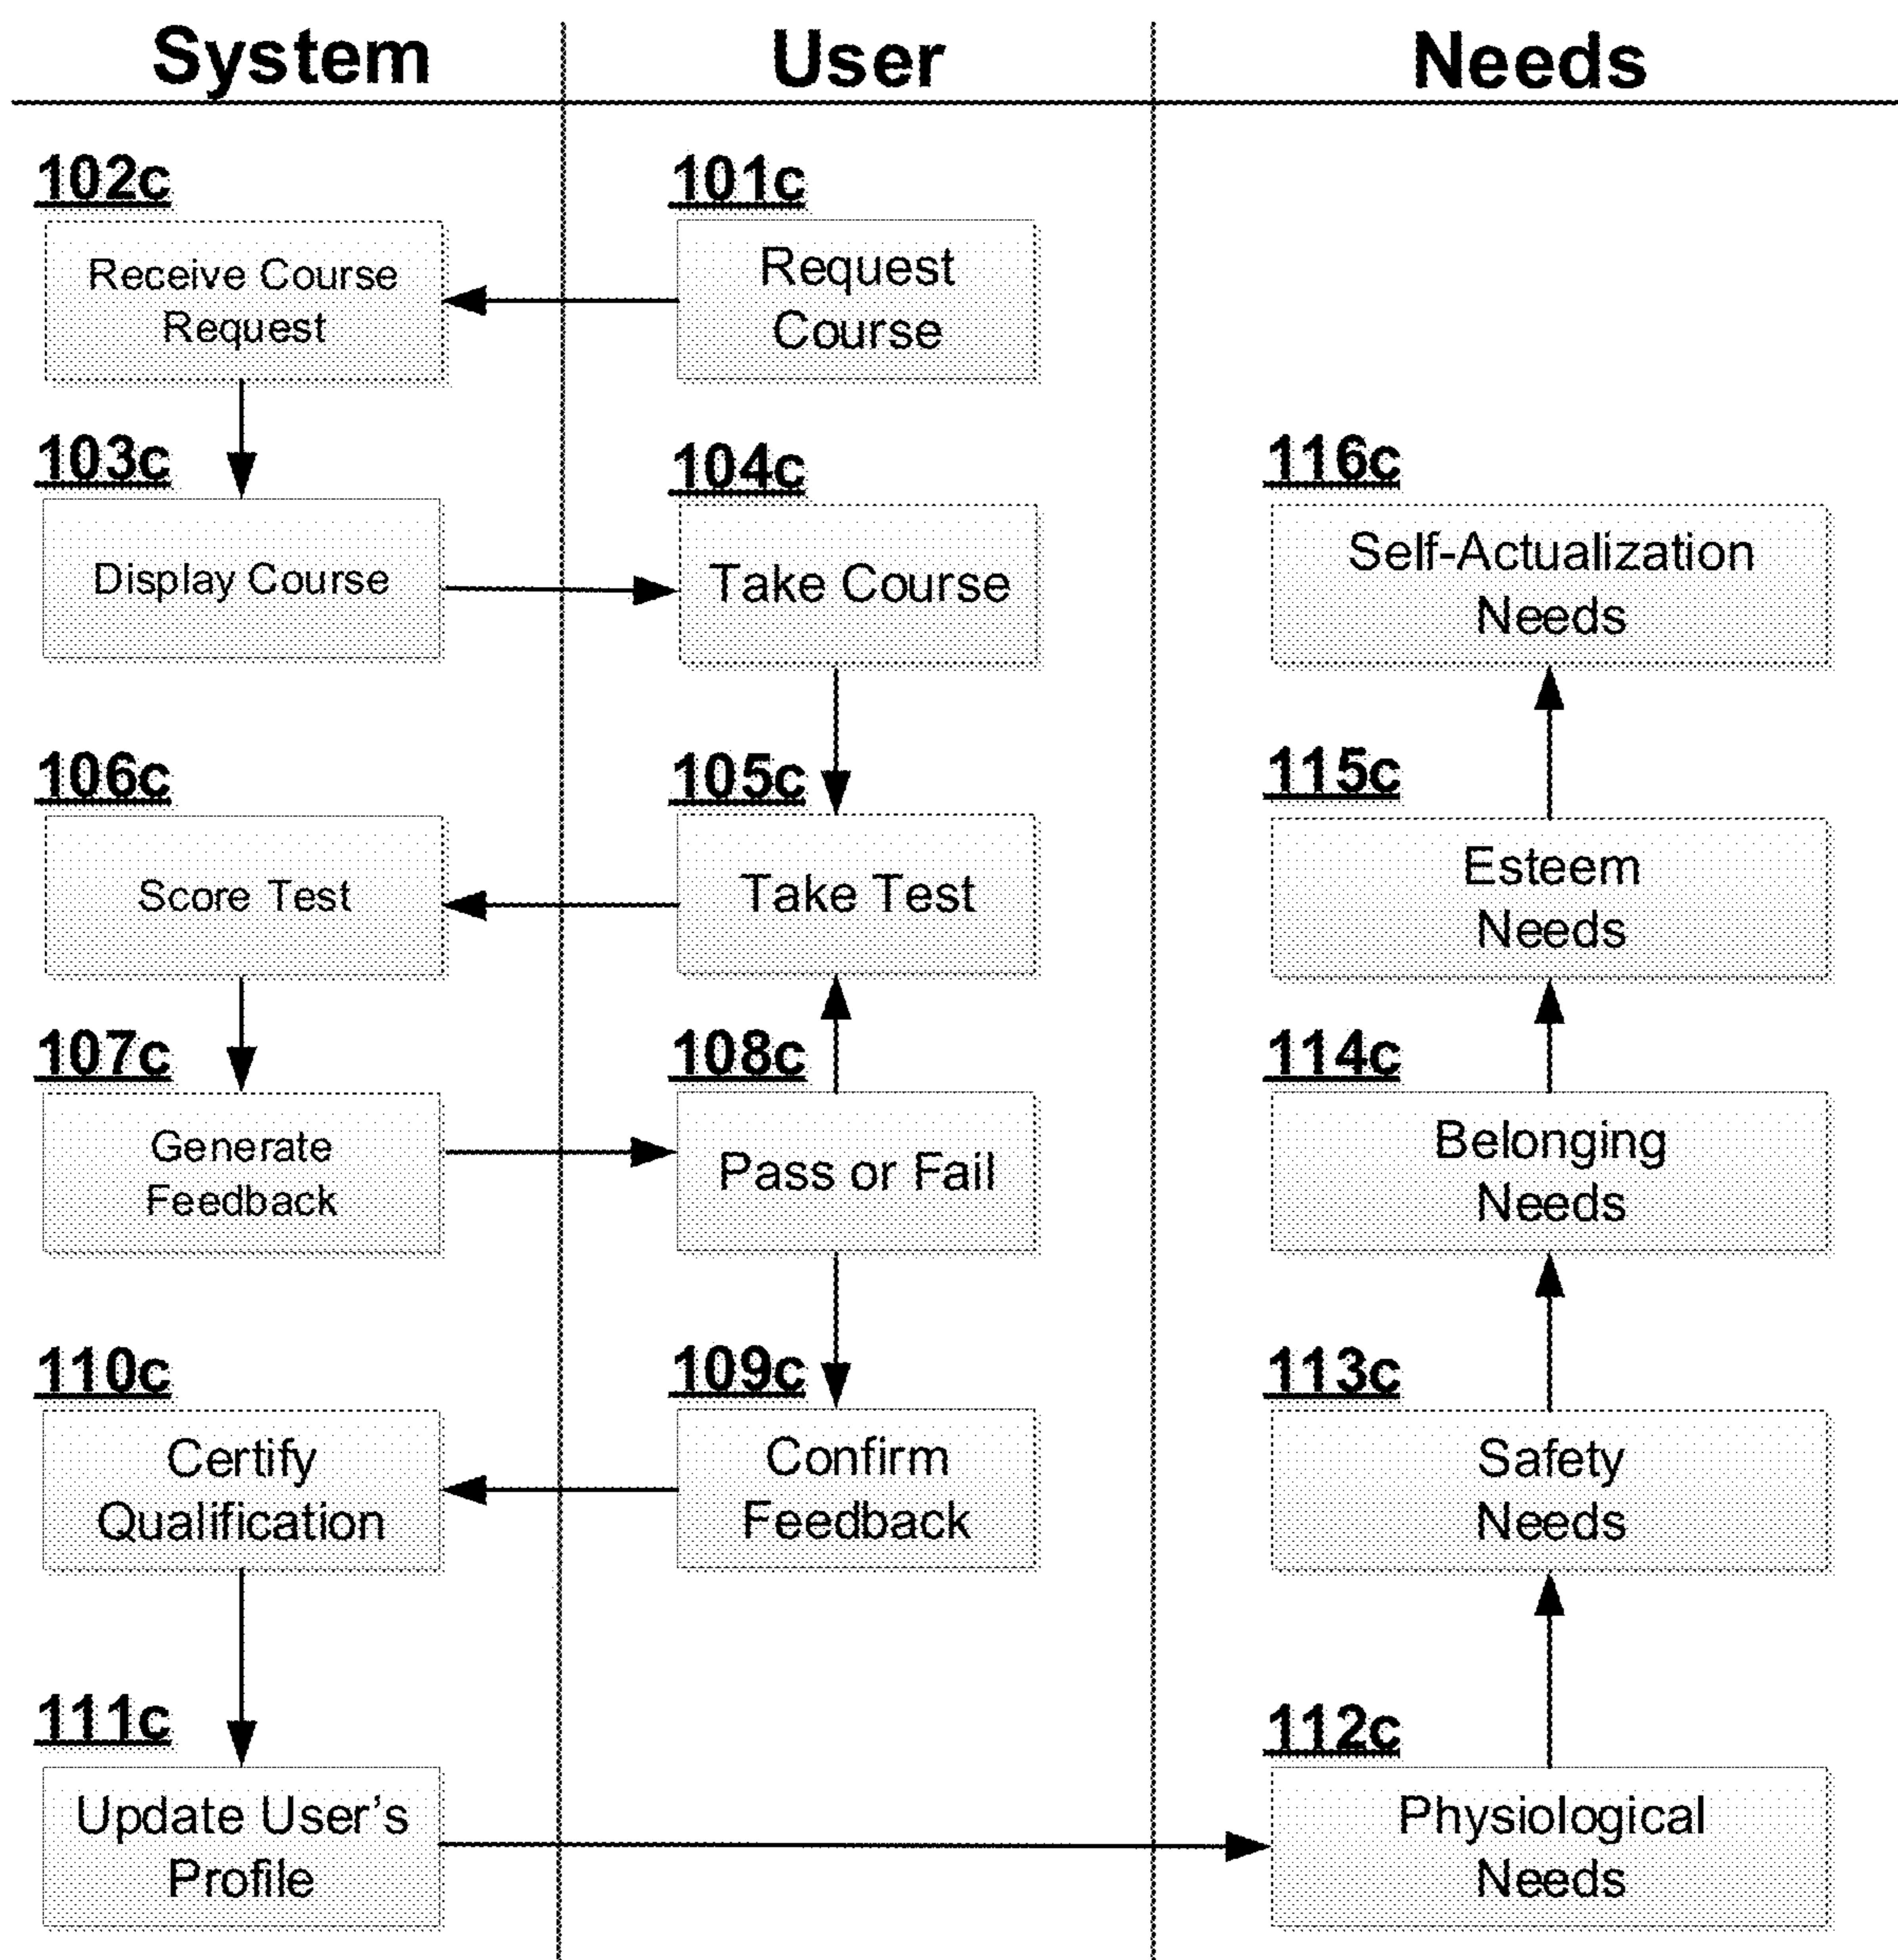 System
User
Needs
102c
Receive Course
Request
101c
Request
Course
103c
Display Course
104c
Take Course
116c
Self-Actualization
Needs
106c
Score Test
105c
Take Test
115c
Esteem
Needs
107c
Generate
Feedback
108c
Pass or Fail
114c
Belonging
Needs
110c
Certify
Qualification
109c
Confirm
Feedback
113c
Safety
Needs
111c
Update User's
Profile
112c
Physiological
Needs